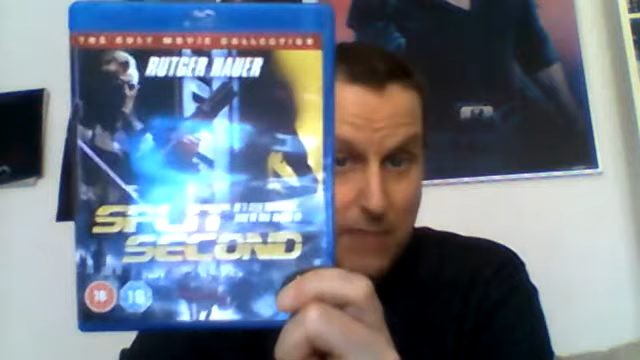 THE CULT MOVIE COLLECTION
RUTGER HAUER
SPLIT
SECOND
18 18